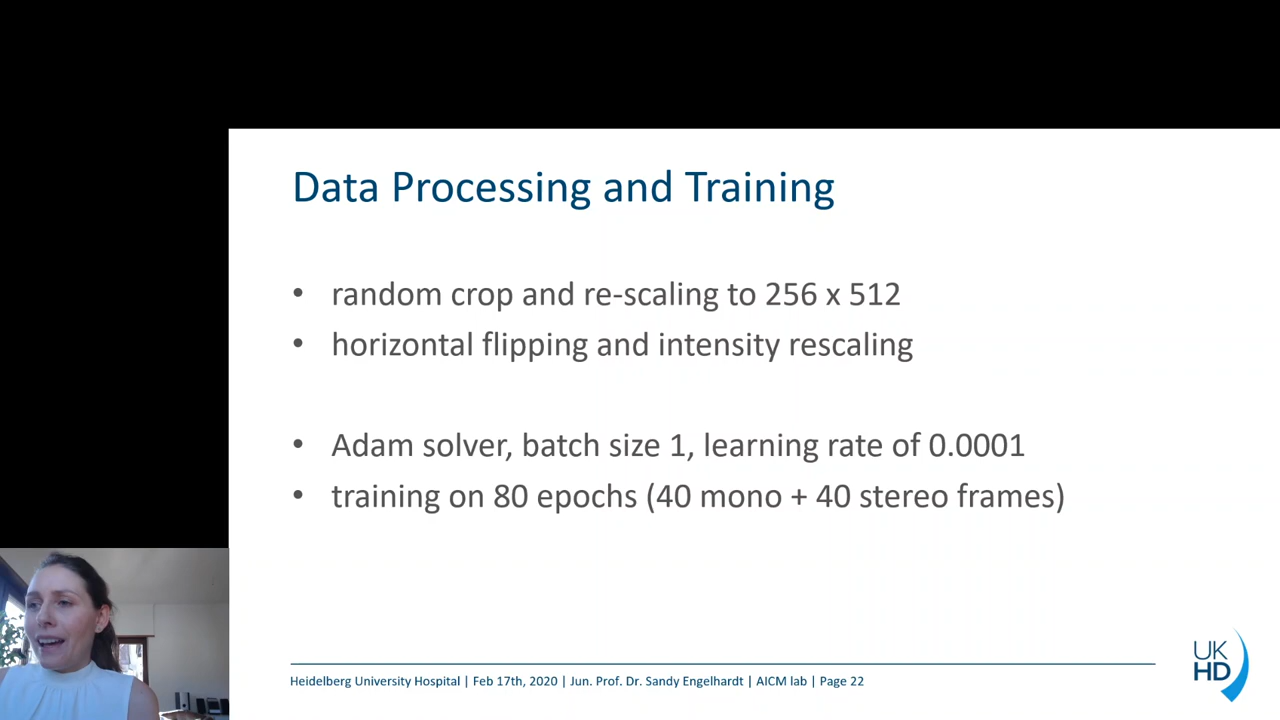 Data Processing and Training
• random crop and re-scaling to 256 x 512
• horizontal flipping and intensity rescaling
• Adam solver, batch size 1, learning rate of 0.0001
• training on 80 epochs (40 mono + 40 stereo frames)
Heidelberg University Hospital | Feb 17th, 2020 | Jun. Prof. Dr. Sandy Engelhardt | AICM lab | Page 22
UK
HD